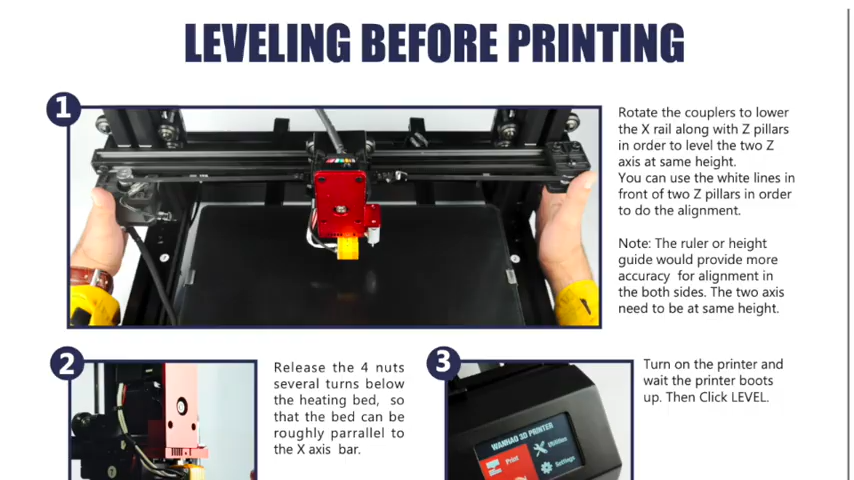 LEVELING BEFORE PRINTING
1
Rotate the couplers to lower
the X rail along with Z pillars
in order to level the two Z
axis at same height.
You can use the white lines in
front of two Z pillars in order
to do the alignment.
Note: The ruler or height
guide would provide more
accuracy for alignment in
the both sides. The two axis
need to be at same height.
2
Release the 4 nuts
several turns below
the heating bed, so
that the bed can be
roughly parrallel to
the X axis bar.
3
WANHAO 3D PRINTER
Print
Utilities
Settings
Turn on the printer and
wait the printer boots
up. Then Click LEVEL.